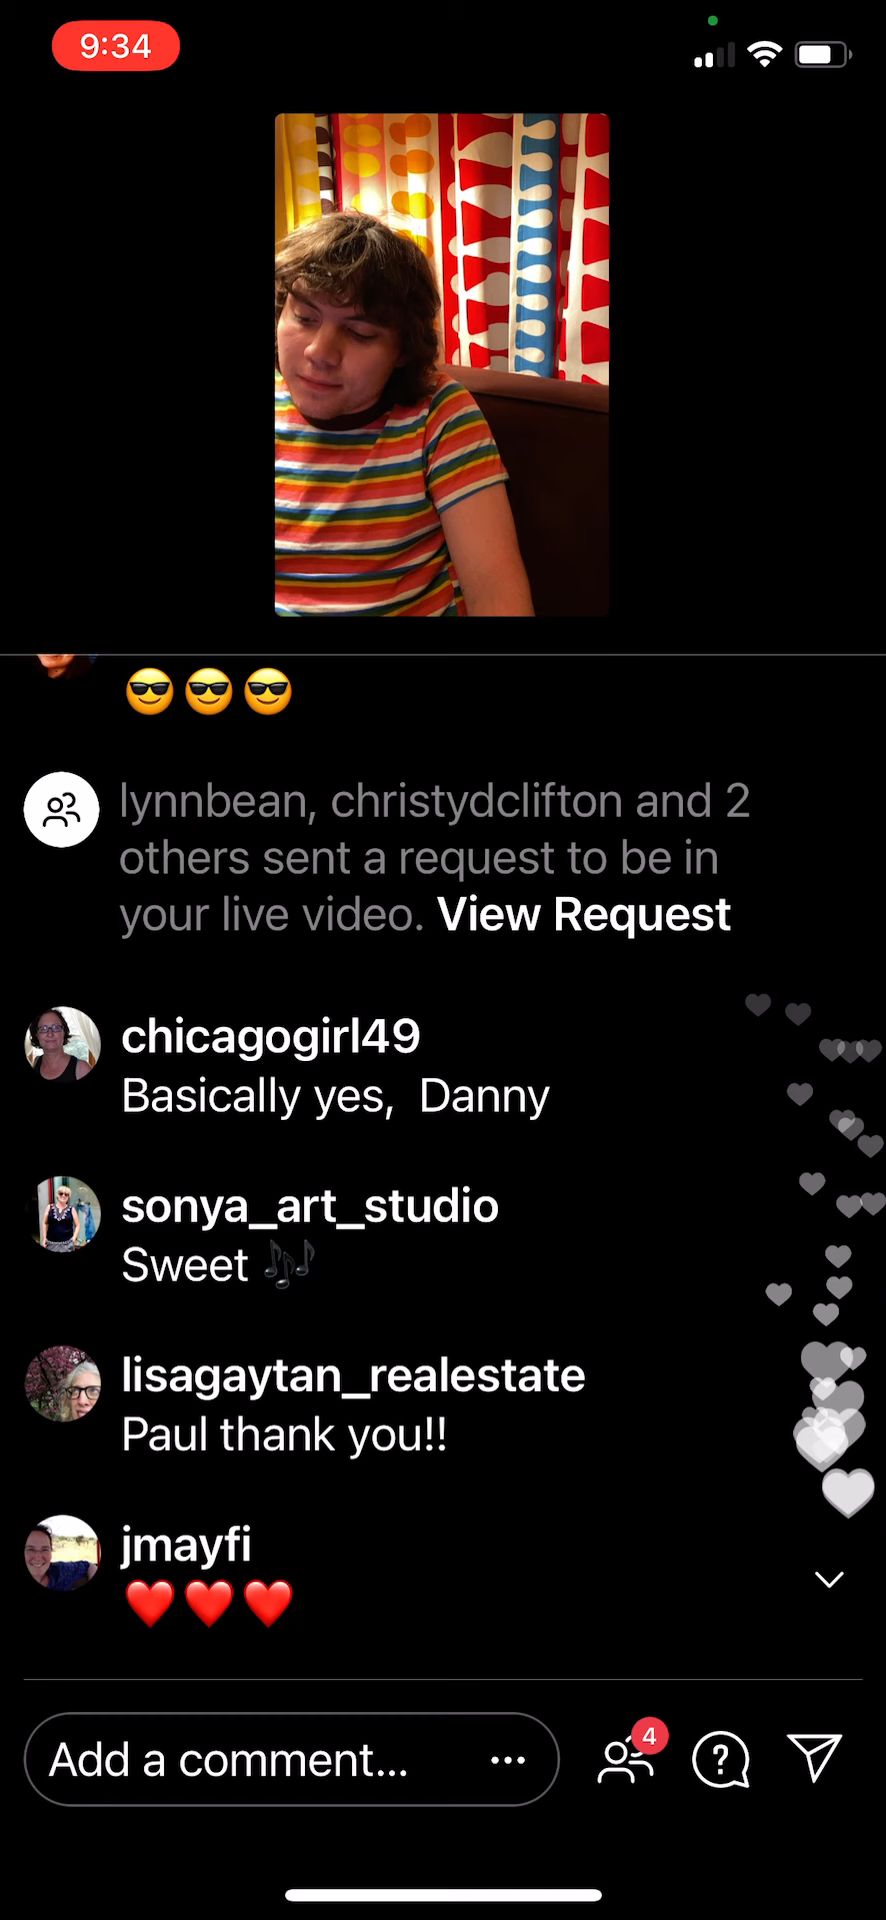 9:34
😎😎😎
lynnbean, christydclifton and 2
others sent a request to be in
your live video. View Request
chicagogirl49
Basically yes,  Danny
sonya_art_studio
Sweet 🎶
lisagaytan_realestate
Paul thank you!!
jmayfi
❤️❤️❤️
Add a comment...
4